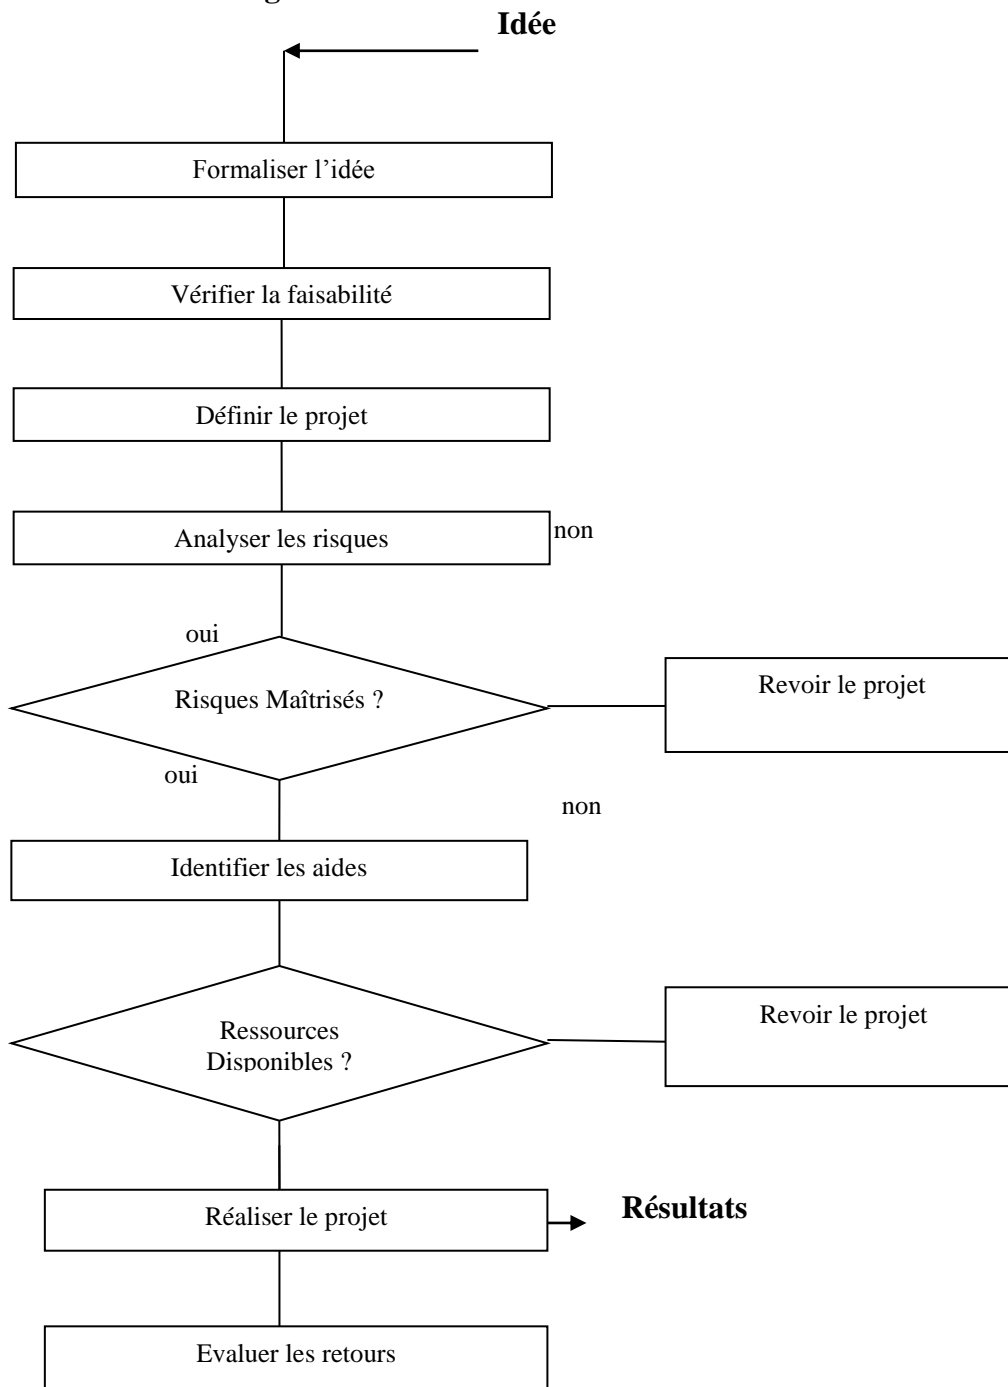 Idée
Formaliser l’idée
Vérifier la faisabilité
Définir le projet
Analyser les risques
non
oui
Risques Maîtrisés ?
Revoir le projet
oui
non
Identifier les aides
Ressources
Disponibles ?
Revoir le projet
Réaliser le projet
Résultats
Evaluer les retours